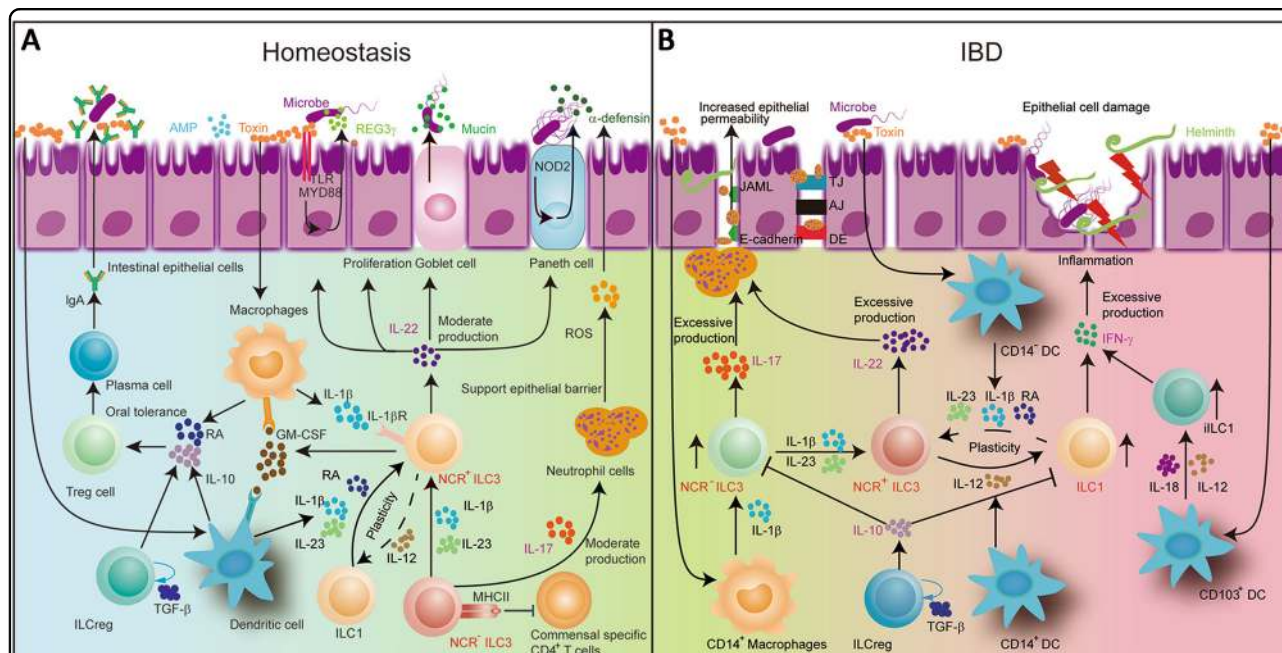 A
Homeostasis
AMP
Toxin
Microbe
REG3γ
Mucin
α-defensin
TLR
MYD88
NOD2
Intestinal epithelial cells
Proliferation Goblet cell
Paneth cell
IgA
Macrophages
IL-22
Moderate
production
ROS
Plasma cell
IL-1β
IL-1βR
Support epithelial barrier
Oral tolerance
RA
GM-CSF
IL-10
Treg cell
NCR⁺ ILC3
Neutrophil cells
RA
IL-1β
IL-23
Plasticity
IL-12
IL-1β
IL-23
IL-17
Moderate
production
MHCII
TGF-β
ILCreg
Dendritic cell
ILC1
NCR⁻ ILC3
Commensal specific
CD4⁺ T cells
B
IBD
Increased epithelial
permeability
Microbe
Toxin
Epithelial cell damage
Helminth
JAML
TJ
AJ
E-cadherin
DE
Inflammation
Excessive
production
Excessive
production
Excessive
production
IL-17
IL-22
CD14⁻ DC
IFN-γ
IL-23
IL-1β
RA
iILC1
IL-1β
IL-23
Plasticity
NCR⁻ ILC3
NCR⁺ ILC3
IL-12
ILC1
IL-18
IL-12
IL-1β
IL-10
CD103⁺ DC
TGF-β
CD14⁺ Macrophages
ILCreg
CD14⁺ DC